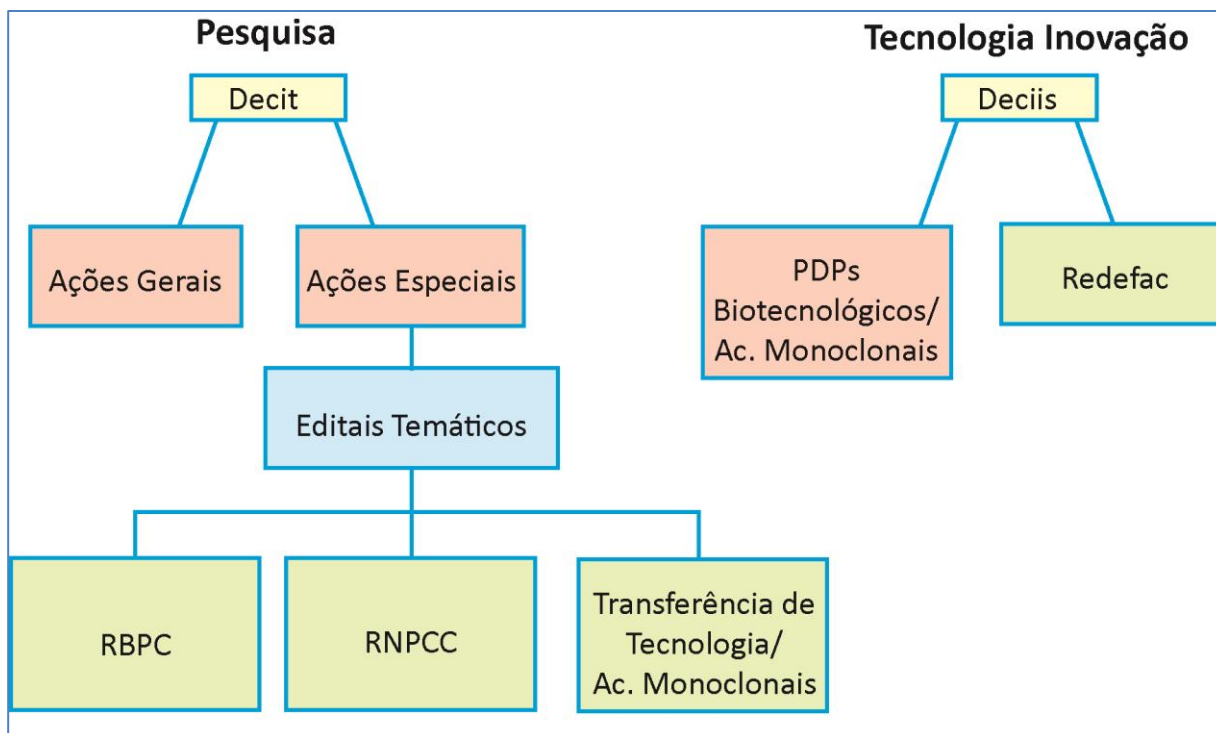 Pesquisa
Tecnologia Inovação
Decit
Deciis
Ações Gerais
Ações Especiais
PDPs
Biotecnológicos/
Ac. Monoclonais
Redefac
Editais Temáticos
RBPC
RNPCC
Transferência de
Tecnologia/
Ac. Monoclonais